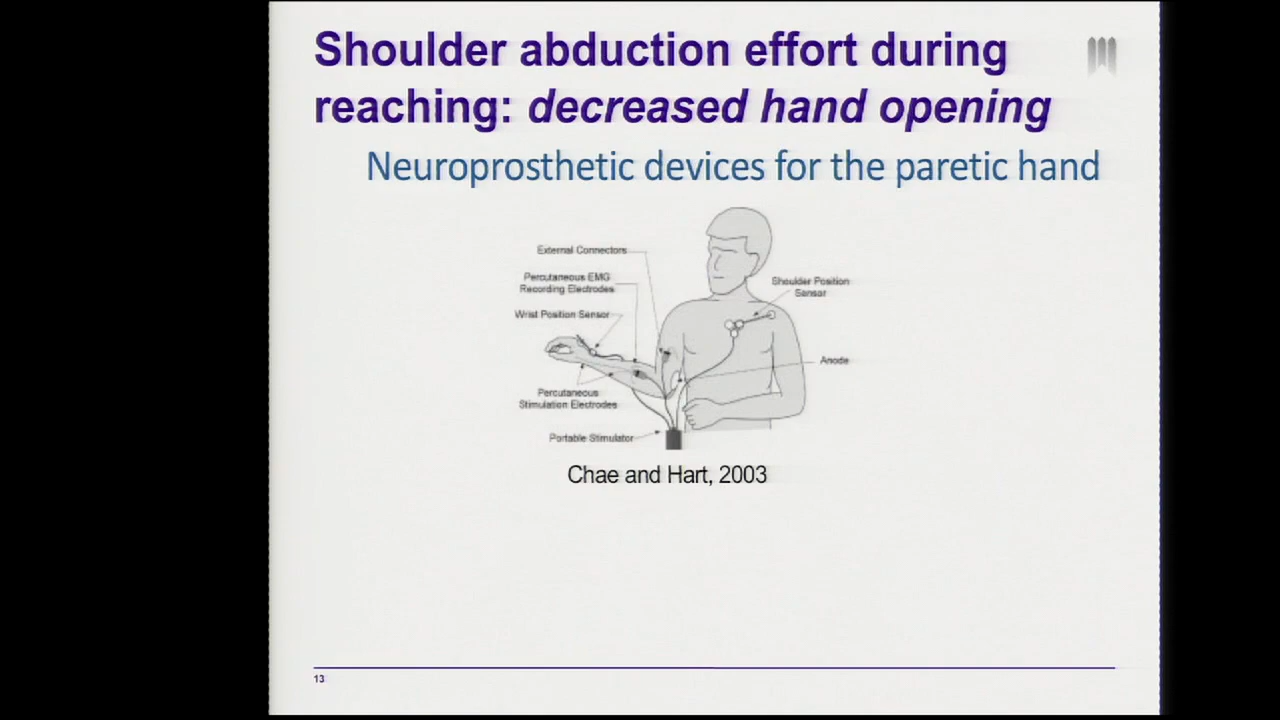 Shoulder abduction effort during
reaching: decreased hand opening
Neuroprosthetic devices for the paretic hand
External Connectors
Percutaneous EMG
Recording Electrodes
Wrist Position Sensor
Shoulder Position
Sensor
Anode
Percutaneous
Stimulation Electrodes
Portable Stimulator
Chae and Hart, 2003
13